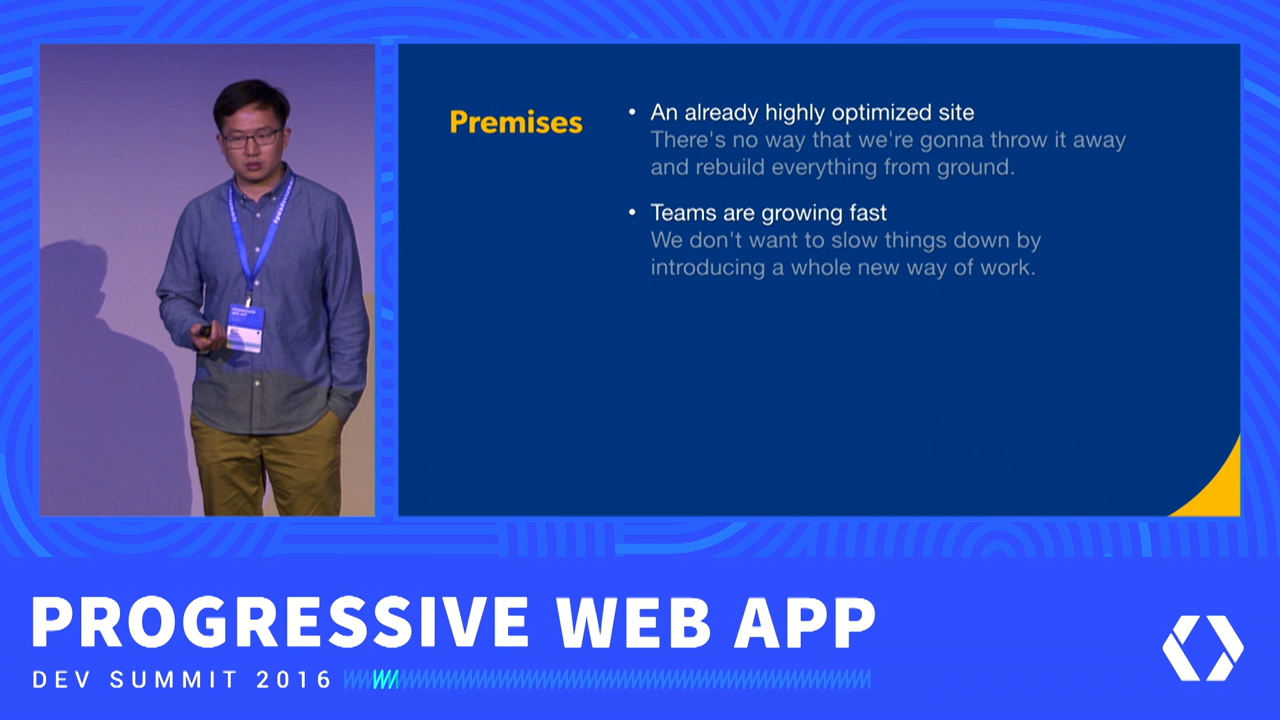 Premises
• An already highly optimized site
There's no way that we're gonna throw it away
and rebuild everything from ground.
• Teams are growing fast
We don't want to slow things down by
introducing a whole new way of work.
PROGRESSIVE WEB APP
DEV SUMMIT 2016